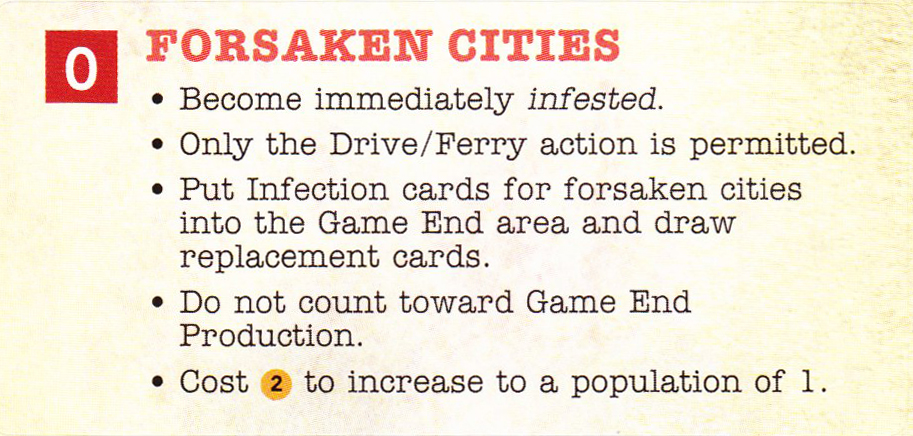 0 FORSAKEN CITIES
• Become immediately infested.
• Only the Drive/Ferry action is permitted.
• Put Infection cards for forsaken cities
into the Game End area and draw
replacement cards.
• Do not count toward Game End
Production.
• Cost 2 to increase to a population of 1.